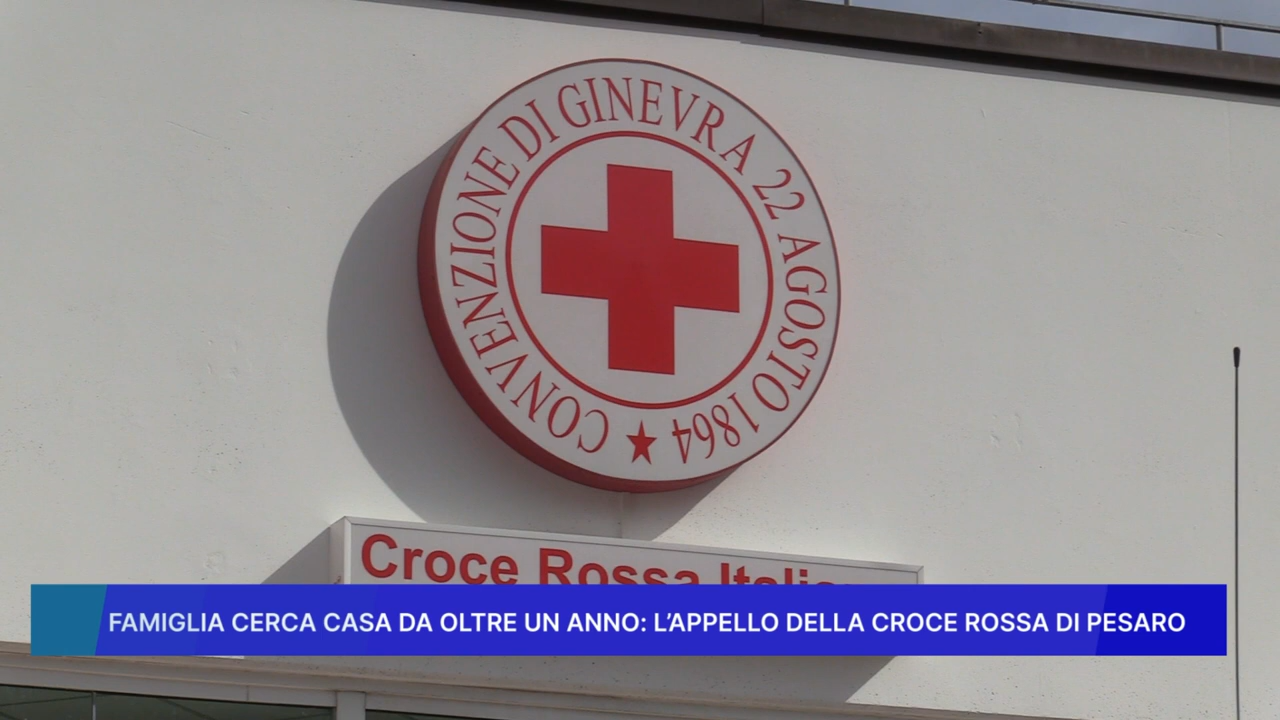 CONVENZIONE DI GINEVRA 22 AGOSTO 1864
Croce Rossa
FAMIGLIA CERCA CASA DA OLTRE UN ANNO: L’APPELLO DELLA CROCE ROSSA DI PESARO